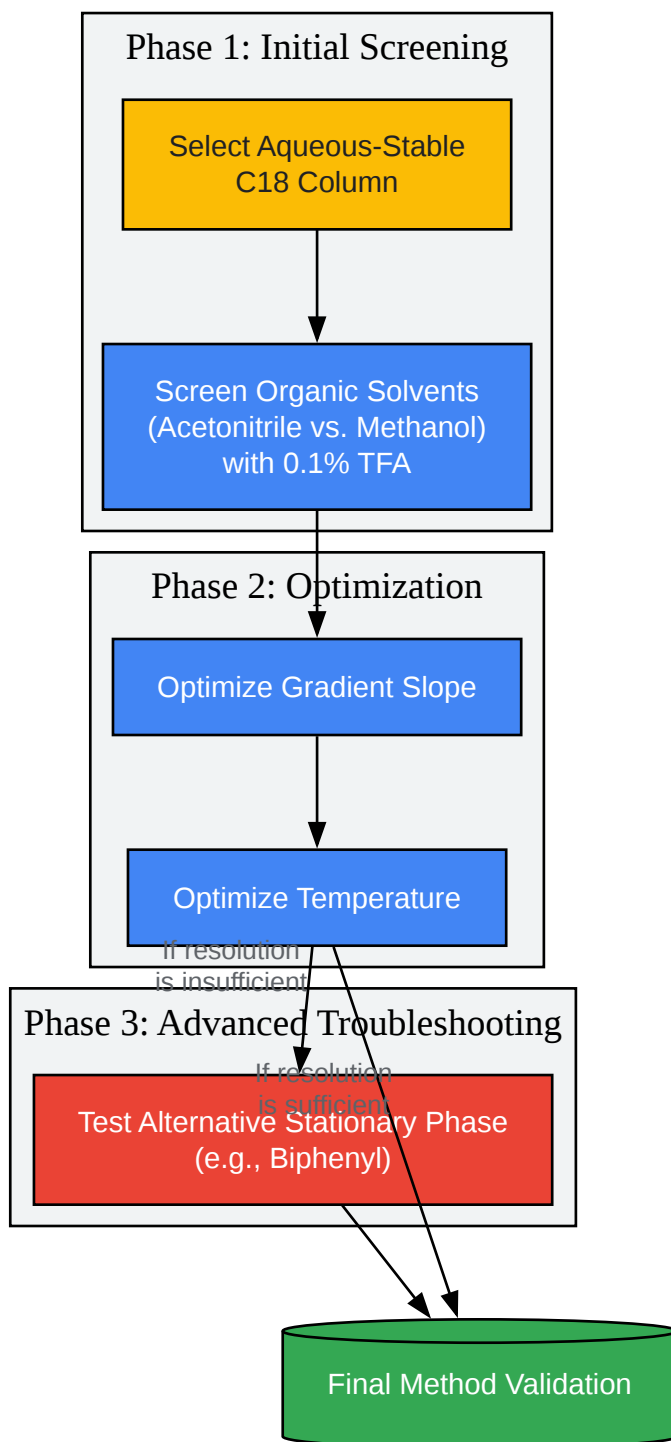 Phase 1: Initial Screening
Select Aqueous-Stable
C18 Column
Screen Organic Solvents
(Acetonitrile vs. Methanol)
with 0.1% TFA
Phase 2: Optimization
Optimize Gradient Slope
Optimize Temperature
If resolution
is insufficient
Phase 3: Advanced Troubleshooting
If resolution
is sufficient
Test Alternative Stationary Phase
(e.g., Biphenyl)
Final Method Validation